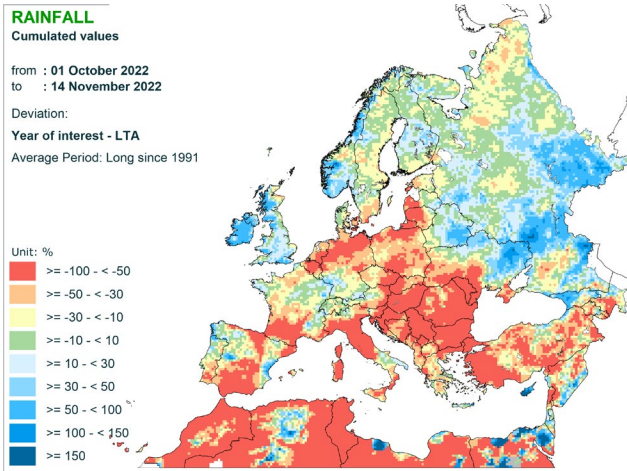 RAINFALL
Cumulated values
from : 01 October 2022
to : 14 November 2022
Deviation:
Year of interest - LTA
Average Period: Long since 1991
Unit: %
>= -100 - < -50
>= -50 - < -30
>= -30 - < -10
>= -10 - < 10
>= 10 - < 30
>= 30 - < 50
>= 50 - < 100
>= 100 - < 150
>= 150